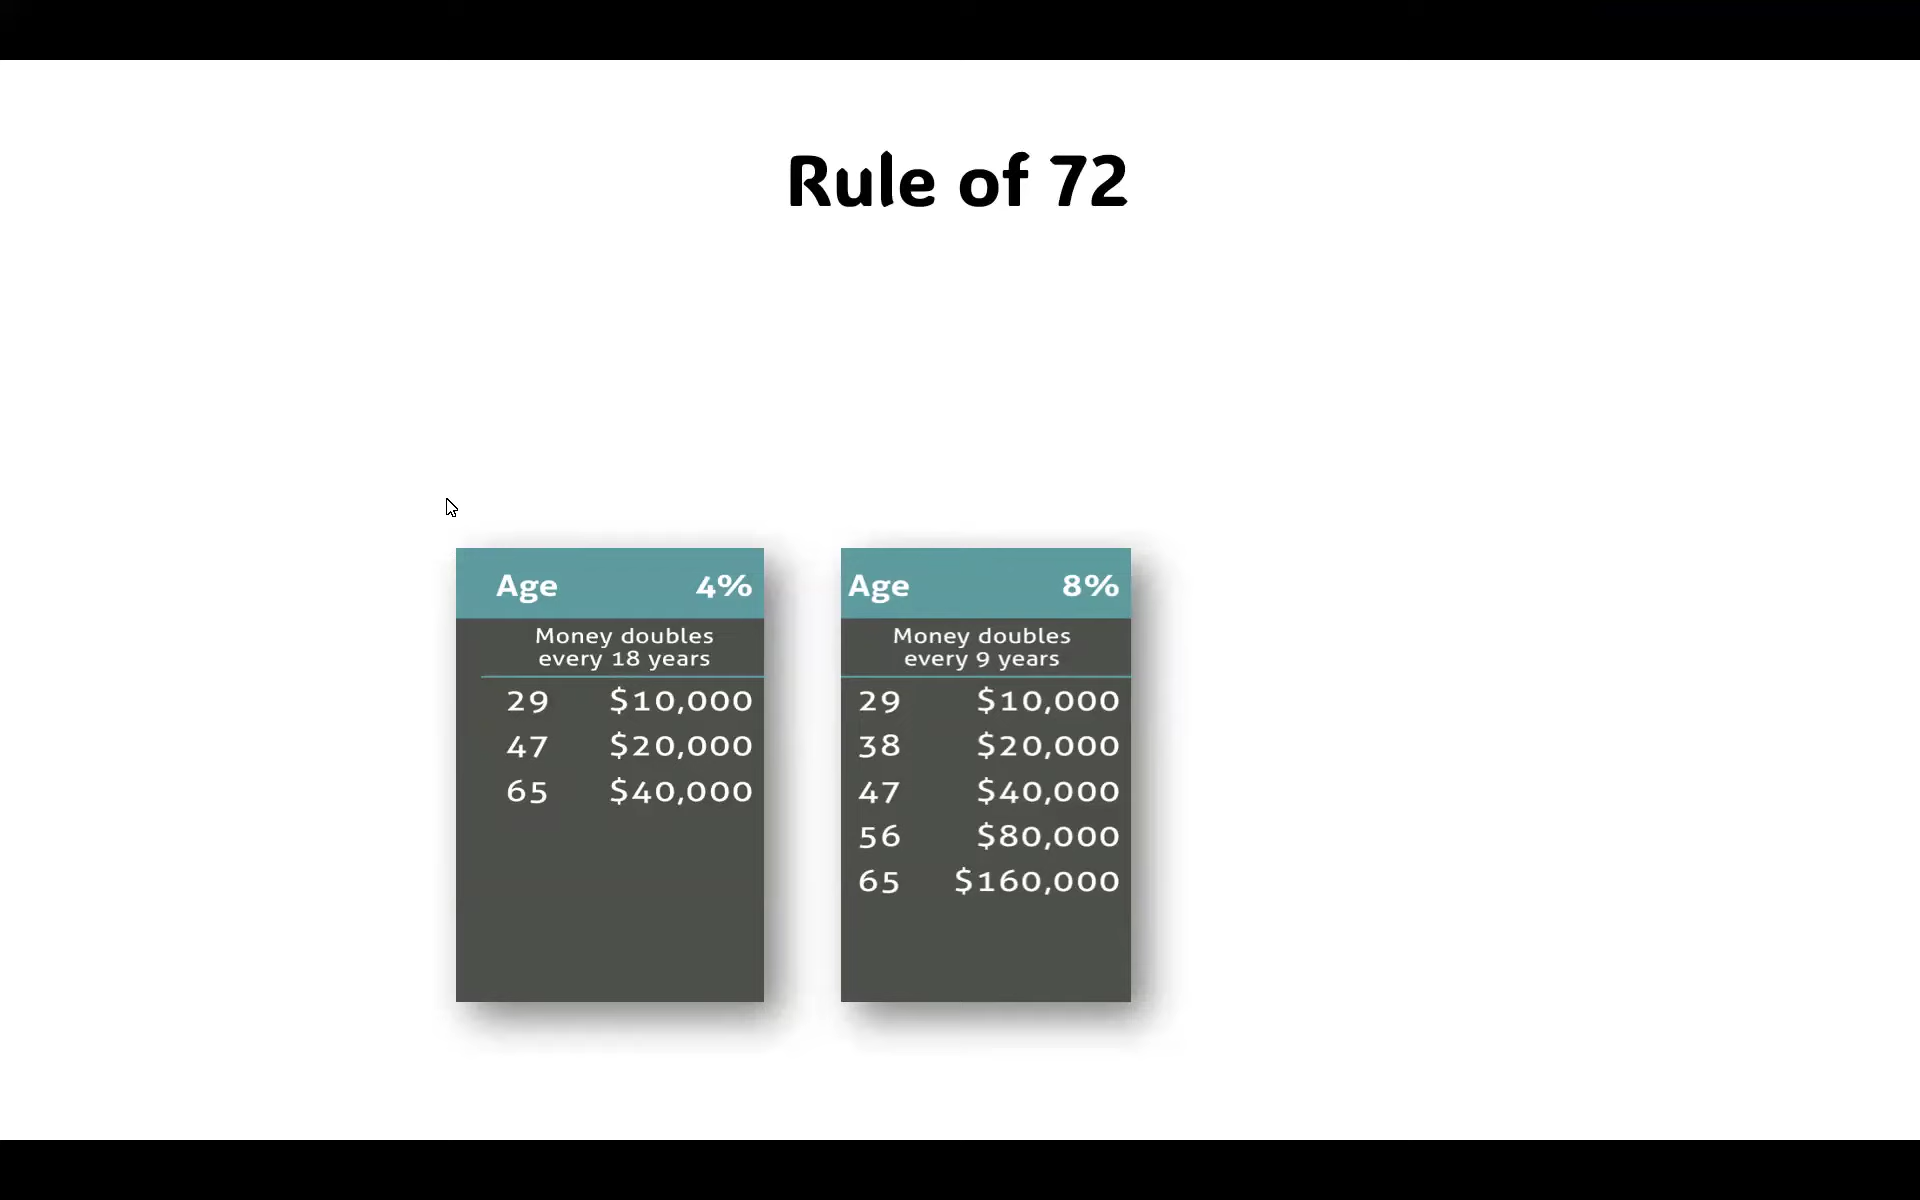 Rule of 72
Age 4%
Money doubles
every 18 years
29 $10,000
47 $20,000
65 $40,000
Age 8%
Money doubles
every 9 years
29 $10,000
38 $20,000
47 $40,000
56 $80,000
65 $160,000